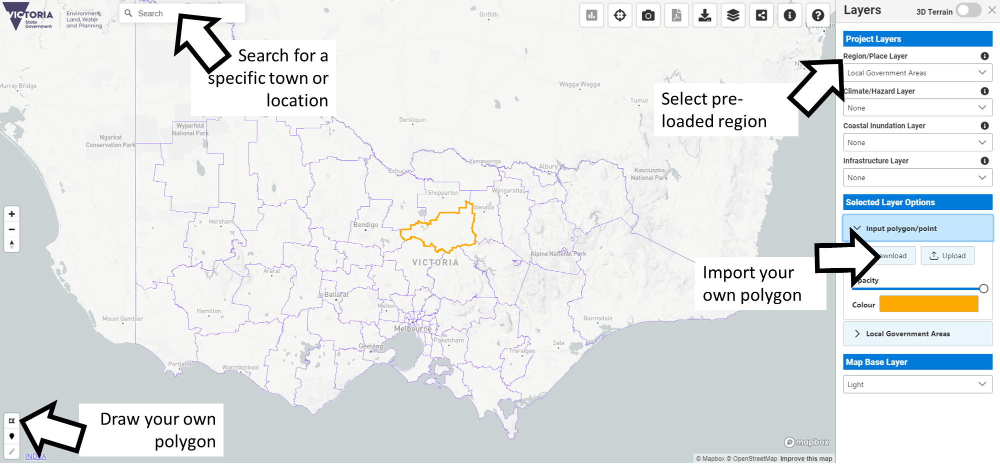 VICTORIA
State
Government
Environment,
Land, Water
and Planning
Search
Search for a
specific town or
location
Griffith
Murray Bridge
Wagga Wagga
Tumut
Deniliquin
Wyperfeld
National Park
Ngarkat
Conservation Park
Yarrawonga
Albury
Echuca
Kosciuszko
National Park
Shepparton
Wangaratta
Benalla
Horsham
Bendigo
Alpine National Park
VICTORIA
Ararat
Ballarat
Melton
Hamilton
Mount Gambier
Melbourne
Bairnsdale
Pakenham
Geelong
Sale
Traralgon
Portland
Warrnambool
Select pre-
loaded region
Import your
own polygon
Draw your own
polygon
INDRA
mapbox
© Mapbox © OpenStreetMap Improve this map
Layers
3D Terrain
Project Layers
Region/Place Layer
Local Government Areas
Climate/Hazard Layer
None
Coastal Inundation Layer
None
Infrastructure Layer
None
Selected Layer Options
Input polygon/point
Upload
Colour
Local Government Areas
Map Base Layer
Light